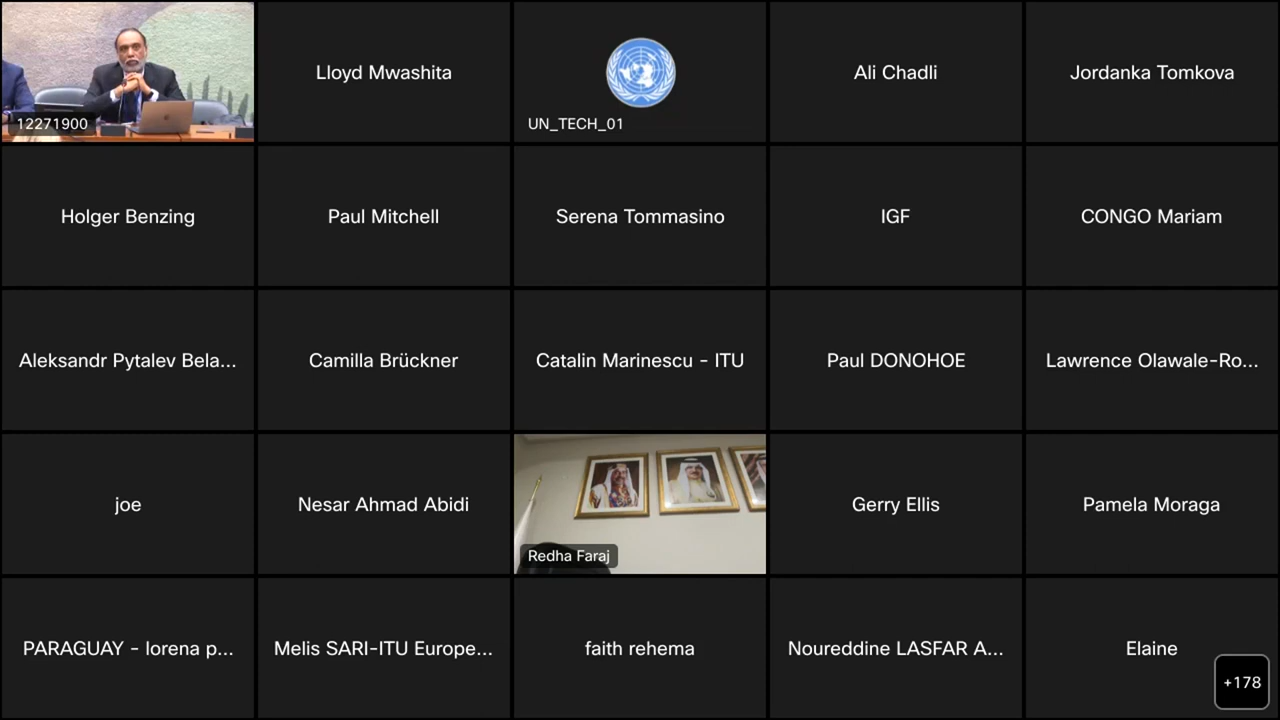 12271900
Lloyd Mwashita
UN_TECH_01
Ali Chadli
Jordanka Tomkova
Holger Benzing
Paul Mitchell
Serena Tommasino
IGF
CONGO Mariam
Aleksandr Pytalev Bela...
Camilla Brückner
Catalin Marinescu - ITU
Paul DONOHOE
Lawrence Olawale-Ro...
joe
Nesar Ahmad Abidi
Redha Faraj
Gerry Ellis
Pamela Moraga
PARAGUAY - lorena p...
Melis SARI-ITU Europe...
faith rehema
Noureddine LASFAR A...
Elaine
+178